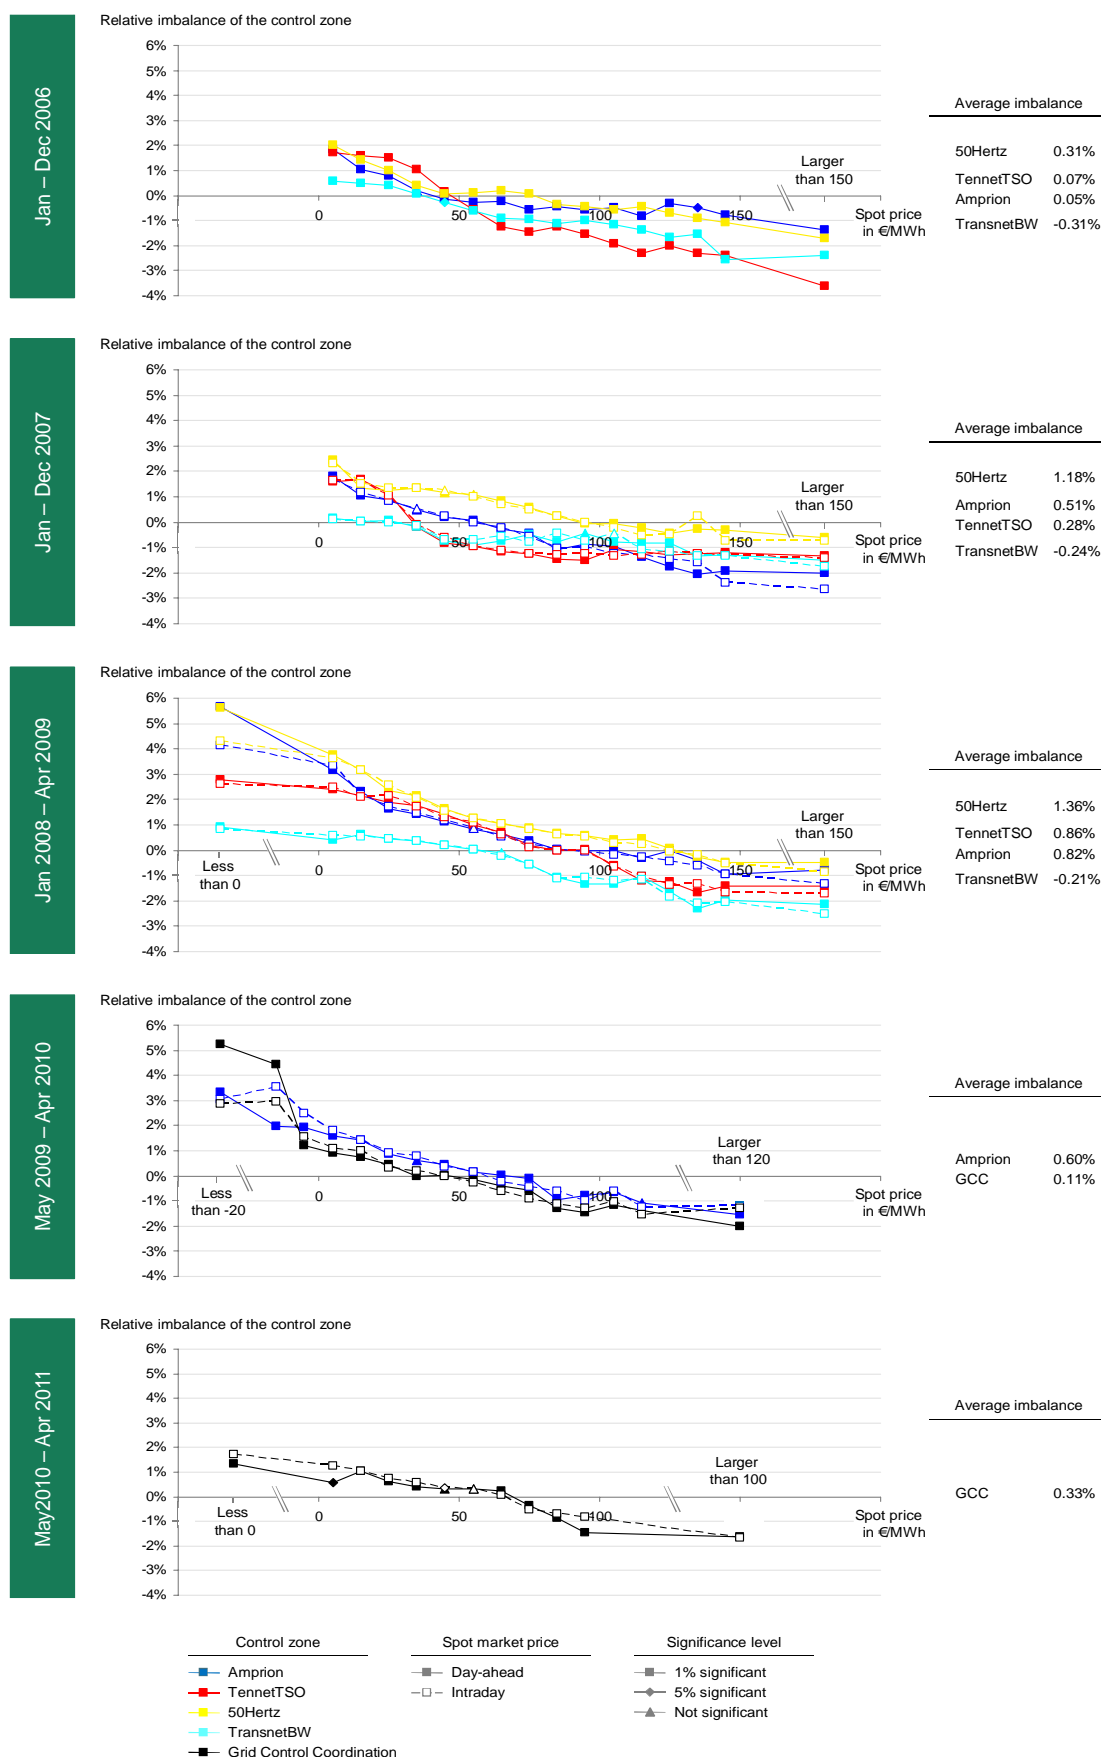 Jan – Dec 2006
Relative imbalance of the control zone
6%
5%
4%
3%
2%
1%
0%
-1%
-2%
-3%
-4%
0
50
100
150
Larger
than 150
Spot price
in €/MWh
Average imbalance
50Hertz 0.31%
TennetTSO 0.07%
Amprion 0.05%
TransnetBW -0.31%
Jan – Dec 2007
Relative imbalance of the control zone
6%
5%
4%
3%
2%
1%
0%
-1%
-2%
-3%
-4%
0
50
100
150
Larger
than 150
Spot price
in €/MWh
Average imbalance
50Hertz 1.18%
Amprion 0.51%
TennetTSO 0.28%
TransnetBW -0.24%
Jan 2008 – Apr 2009
Relative imbalance of the control zone
6%
5%
4%
3%
2%
1%
0%
-1%
-2%
-3%
-4%
Less
than 0
0
50
100
150
Larger
than 150
Spot price
in €/MWh
Average imbalance
50Hertz 1.36%
TennetTSO 0.86%
Amprion 0.82%
TransnetBW -0.21%
May 2009 – Apr 2010
Relative imbalance of the control zone
6%
5%
4%
3%
2%
1%
0%
-1%
-2%
-3%
-4%
Less
than -20
0
50
100
Larger
than 120
Spot price
in €/MWh
Average imbalance
Amprion 0.60%
GCC 0.11%
May2010 – Apr 2011
Relative imbalance of the control zone
6%
5%
4%
3%
2%
1%
0%
-1%
-2%
-3%
-4%
Less
than 0
0
50
100
Larger
than 100
Spot price
in €/MWh
Average imbalance
GCC 0.33%
Control zone
Amprion
TennetTSO
50Hertz
TransnetBW
Grid Control Coordination
Spot market price
Day-ahead
Intraday
Significance level
1% significant
5% significant
Not significant